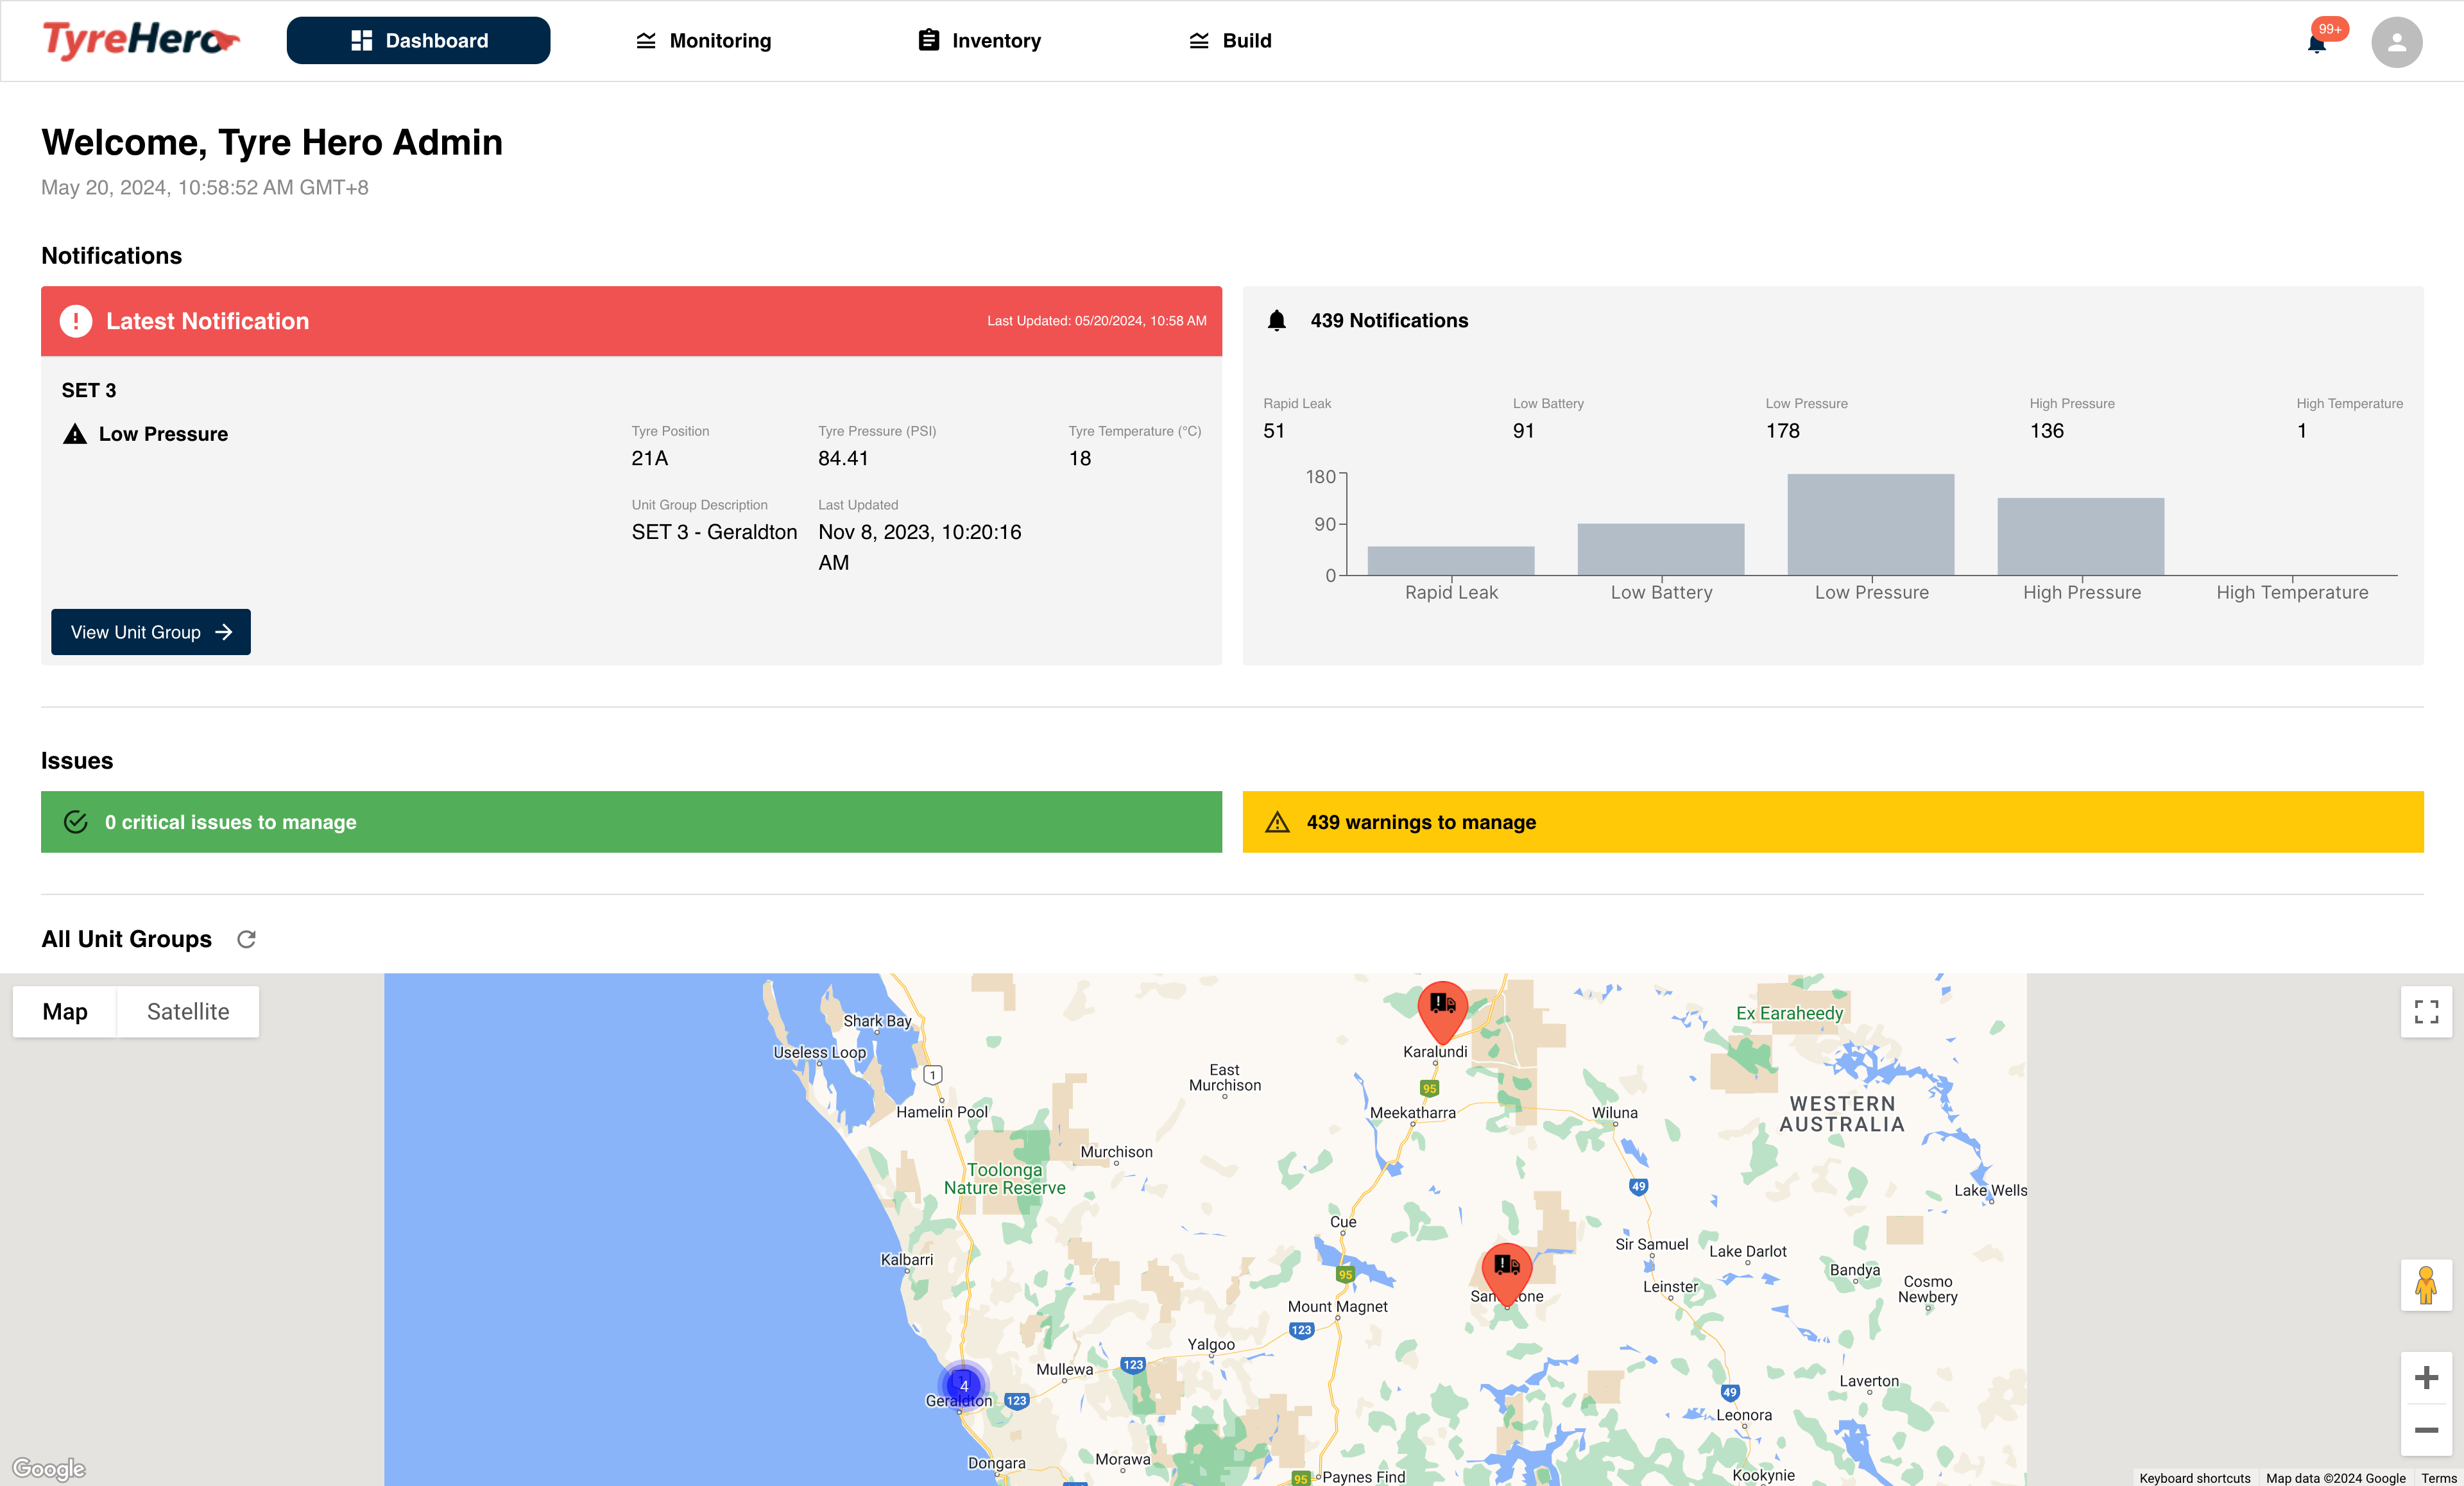 TyreHero
Dashboard
Monitoring
Inventory
Build
99+
Welcome, Tyre Hero Admin
May 20, 2024, 10:58:52 AM GMT+8
Notifications
! Latest Notification
Last Updated: 05/20/2024, 10:58 AM
SET 3
Low Pressure
Tyre Position
21A
Tyre Pressure (PSI)
84.41
Tyre Temperature (°C)
18
Unit Group Description
SET 3 - Geraldton
Last Updated
Nov 8, 2023, 10:20:16
AM
View Unit Group
439 Notifications
Rapid Leak
51
Low Battery
91
Low Pressure
178
High Pressure
136
High Temperature
1
180
90
0
Rapid Leak
Low Battery
Low Pressure
High Pressure
High Temperature
Issues
0 critical issues to manage
439 warnings to manage
All Unit Groups
Map
Satellite
Shark Bay
Useless Loop
1
Hamelin Pool
East
Murchison
Karalundi
95
Meekatharra
Wiluna
Ex Earaheedy
WESTERN
AUSTRALIA
Murchison
Toolonga
Nature Reserve
49
Lake Wells
Cue
Kalbarri
95
Sir Samuel
Lake Darlot
Bandya
Cosmo
Newbery
Leinster
Sandstone
Mount Magnet
123
Yalgoo
123
Mullewa
4
Geraldton
123
Laverton
49
Leonora
Dongara
Morawa
95
Paynes Find
Kookynie
Google
Keyboard shortcuts
Map data ©2024 Google
Terms